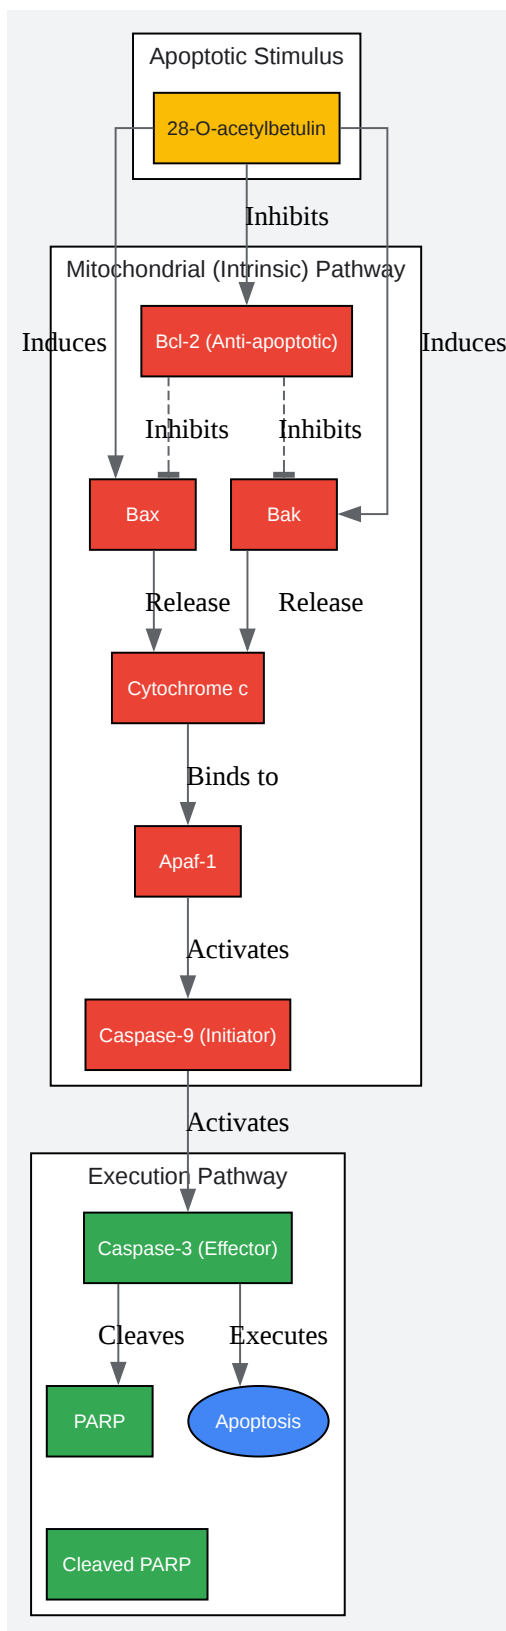 Apoptotic Stimulus
28-O-acetylbetulin
Inhibits
Mitochondrial (Intrinsic) Pathway
Induces
Bcl-2 (Anti-apoptotic)
Induces
Inhibits
Inhibits
Bax
Bak
Release
Release
Cytochrome c
Binds to
Apaf-1
Activates
Caspase-9 (Initiator)
Activates
Execution Pathway
Caspase-3 (Effector)
Cleaves
Executes
PARP
Apoptosis
Cleaved PARP